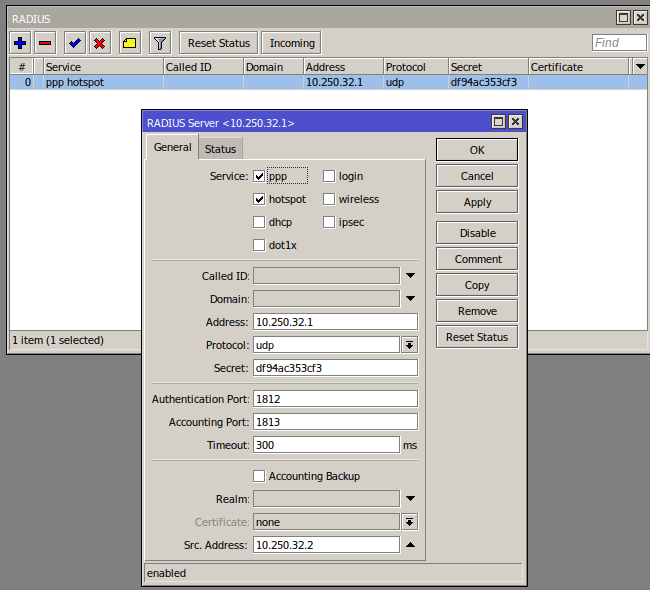 RADIUS
Reset Status Incoming Find
# Service Called ID Domain Address Protocol Secret Certificate
0 ppp hotspot 10.250.32.1 udp df94ac353cf3
1 item (1 selected)
RADIUS Server <10.250.32.1>
General Status
Service: ppp login
hotspot wireless
dhcp ipsec
dot1x
Called ID:
Domain:
Address: 10.250.32.1
Protocol: udp
Secret: df94ac353cf3
Authentication Port: 1812
Accounting Port: 1813
Timeout: 300 ms
Accounting Backup
Realm:
Certificate: none
Src. Address: 10.250.32.2
enabled
OK
Cancel
Apply
Disable
Comment
Copy
Remove
Reset Status